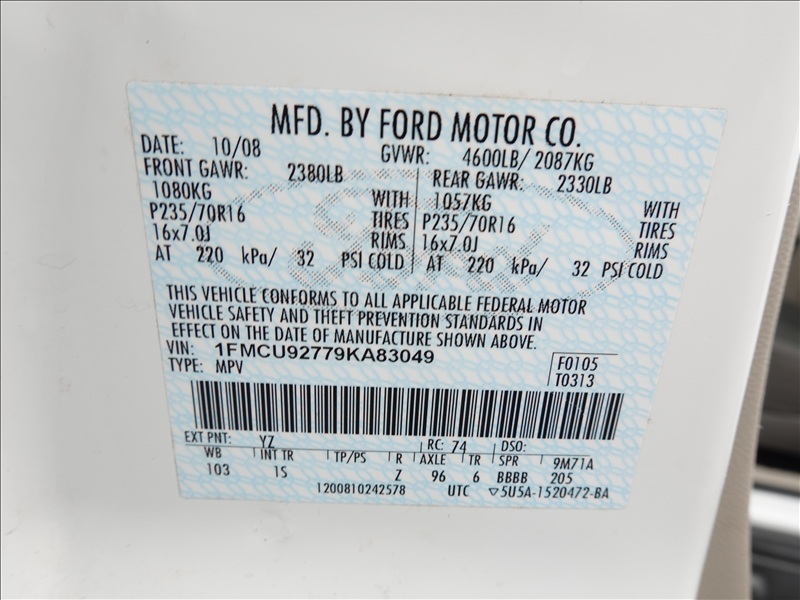 MFD. BY FORD MOTOR CO.
DATE: 10/08 GVWR: 4600LB/ 2087KG
FRONT GAWR: 2380LB REAR GAWR: 2330LB
1080KG WITH 1057KG WITH
P235/70R16 TIRES P235/70R16 TIRES
16x7.0J RIMS 16x7.0J RIMS
AT 220 kPa/ 32 PSI COLD AT 220 kPa/ 32 PSI COLD
THIS VEHICLE CONFORMS TO ALL APPLICABLE FEDERAL MOTOR
VEHICLE SAFETY AND THEFT PREVENTION STANDARDS IN
EFFECT ON THE DATE OF MANUFACTURE SHOWN ABOVE.
VIN: 1FMCU92779KA83049 F0105
TYPE: MPV T0313
EXT PNT: YZ RC: 74 DSO:
WB INT TR TP/PS R AXLE TR SPR 9M71A
103 1S Z 96 6 BBBB 205
1200810242578 UTC ▽5U5A-1520472-BA